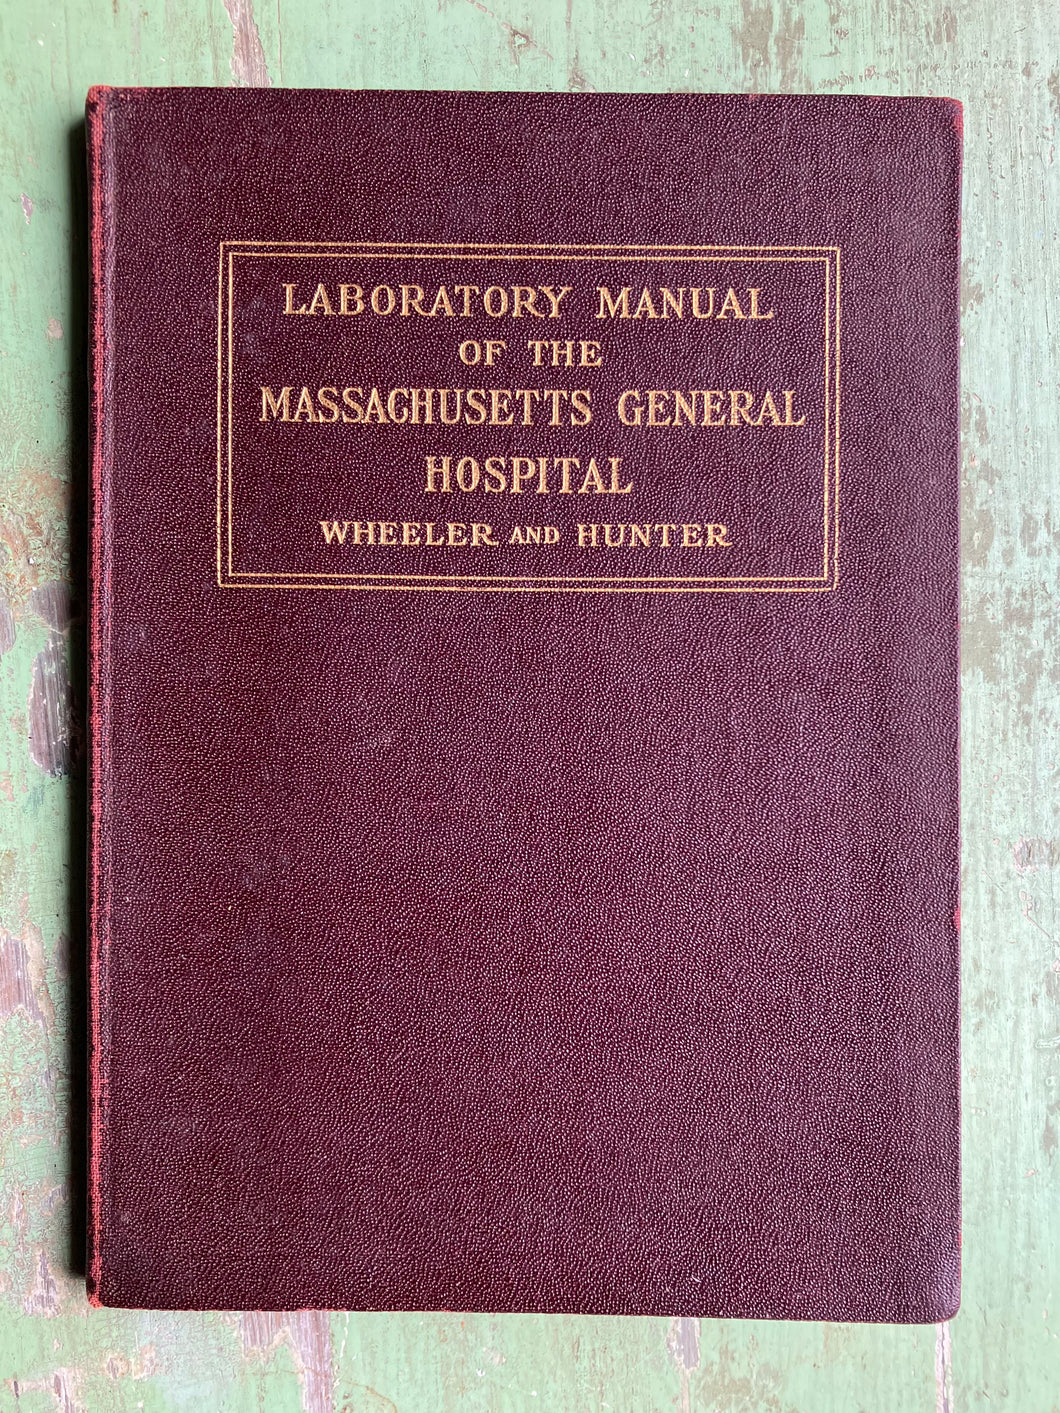 LABORATORY MANUAL
OF THE
MASSACHUSETTS GENERAL
HOSPITAL
WHEELER AND HUNTER